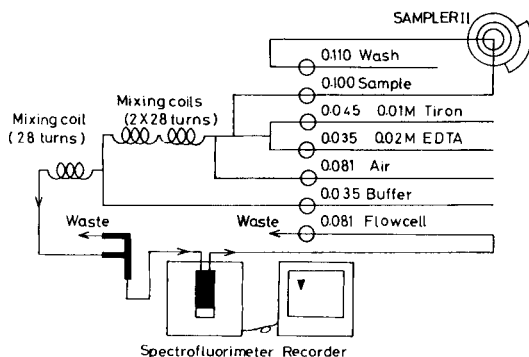 SAMPLER II
0.110 Wash
0.100 Sample
0.045 0.01M Tiron
0.035 0.02M EDTA
0.081 Air
0.035 Buffer
0.081 Flowcell
Mixing coils
(2X28 turns)
Mixing coil
(28 turns)
Waste
Waste
Spectrofluorimeter Recorder